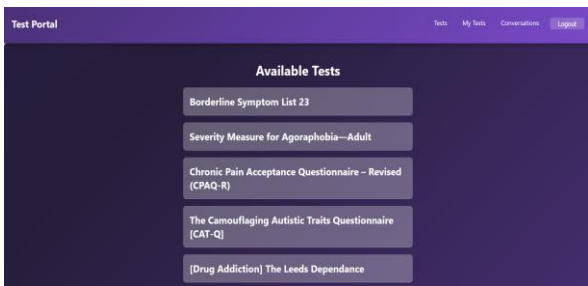 Test Portal
Tests My Tests Conversations Logout
Available Tests
Borderline Symptom List 23
Severity Measure for Agoraphobia—Adult
Chronic Pain Acceptance Questionnaire – Revised
(CPAQ-R)
The Camouflaging Autistic Traits Questionnaire
[CAT-Q]
[Drug Addiction] The Leeds Dependance